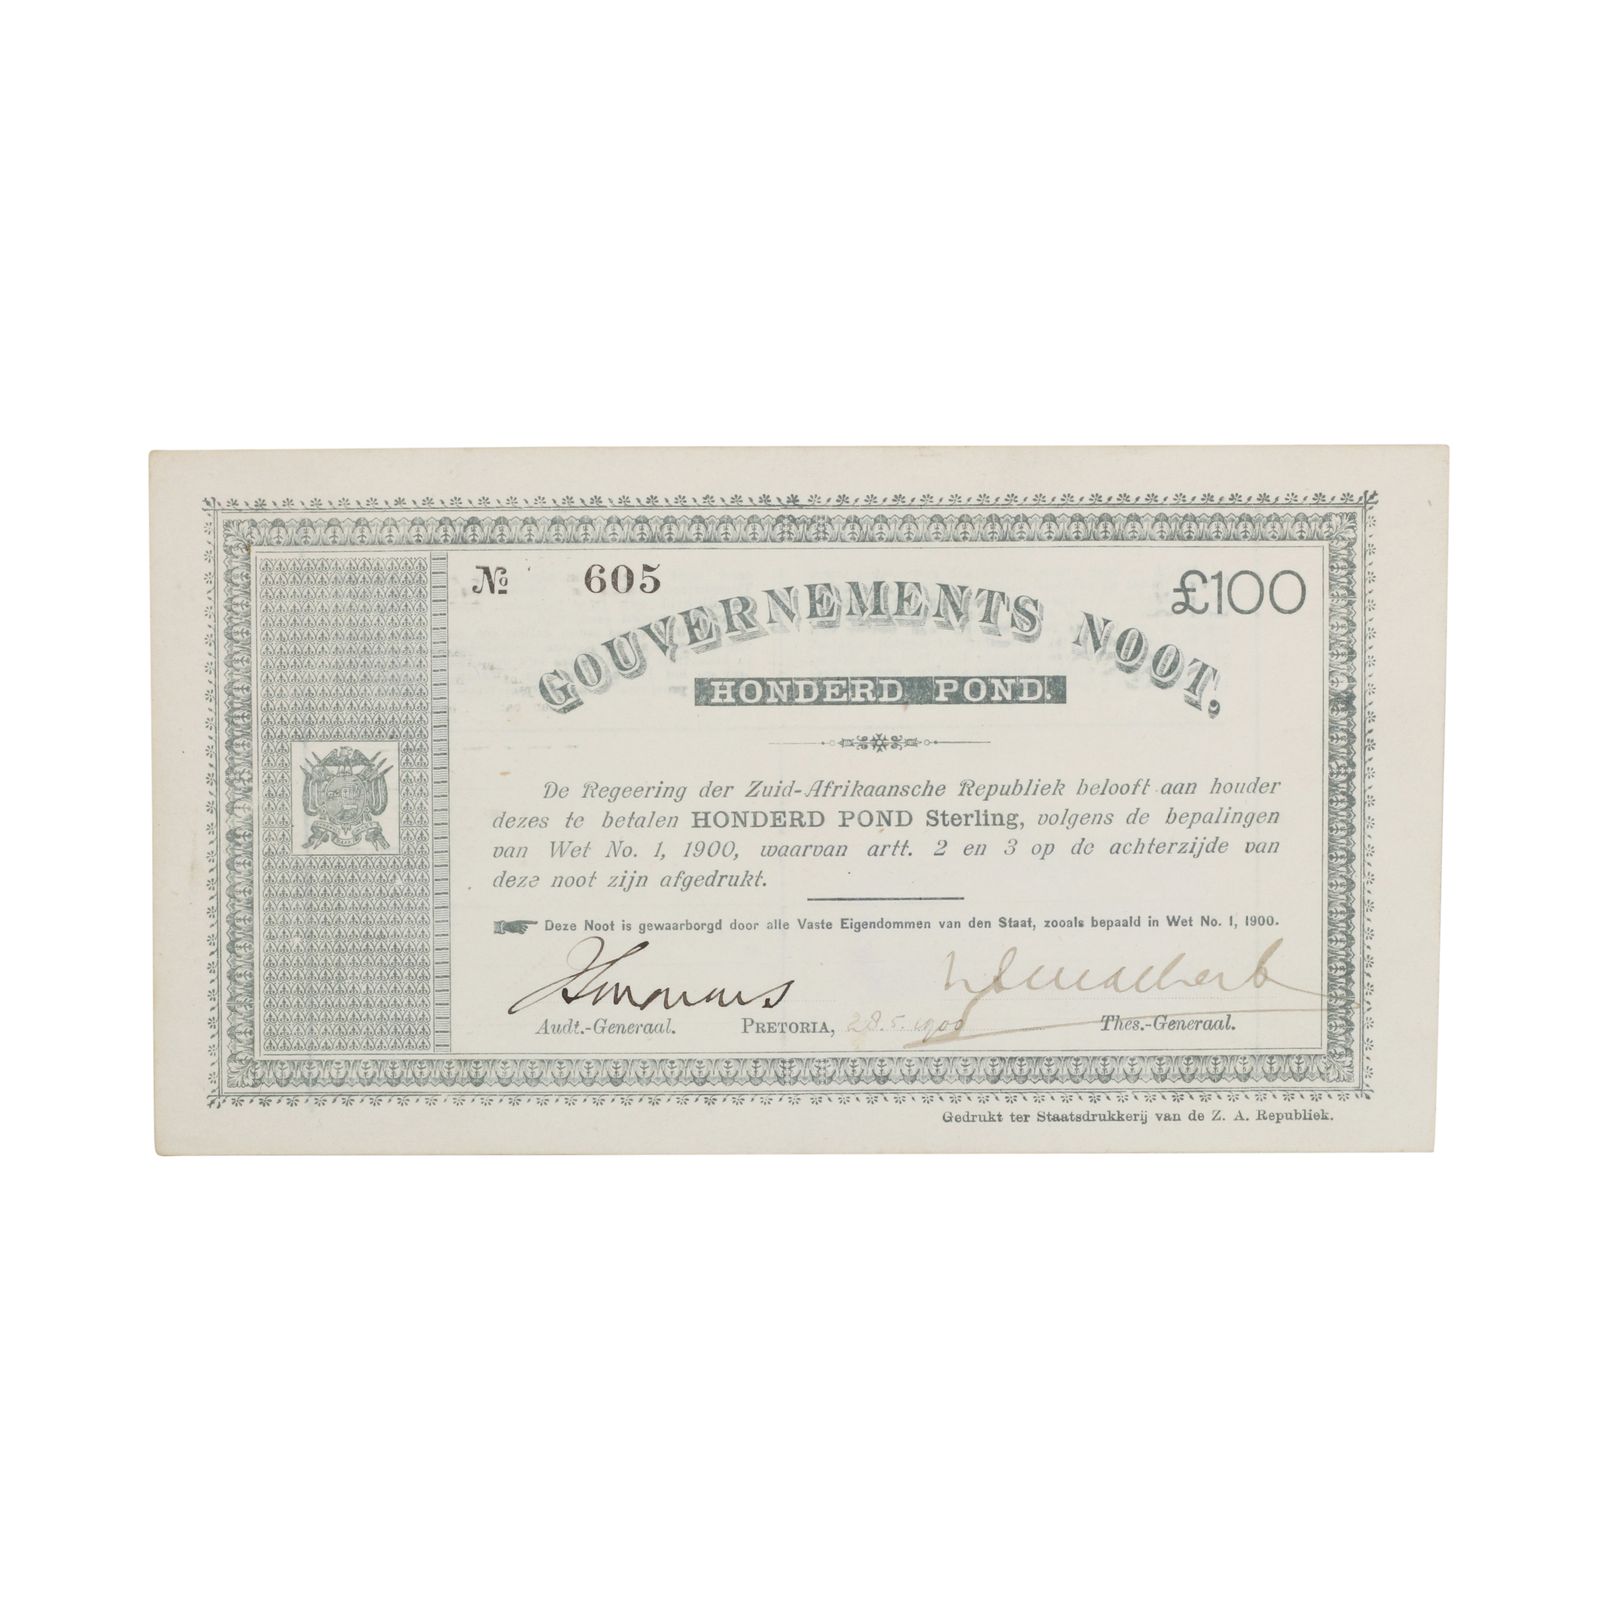 № 605
£100
GOUVERNEMENTS NOOT,
HONDERD POND.
De Regeering der Zuid-Afrikaansche Republiek belooft aan houder
dezes te betalen HONDERD POND Sterling, volgens de bepalingen
van Wet No. 1, 1900, waarvan artt. 2 en 3 op de achterzijde van
deze noot zijn afgedrukt.
Deze Noot is gewaarborgd door alle Vaste Eigendommen van den Staat, zooals bepaald in Wet No. 1, 1900.
Audt.-Generaal. PRETORIA, 28.5.1900 Thes.-Generaal.
Gedrukt ter Staatsdrukkerij van de Z. A. Republiek.